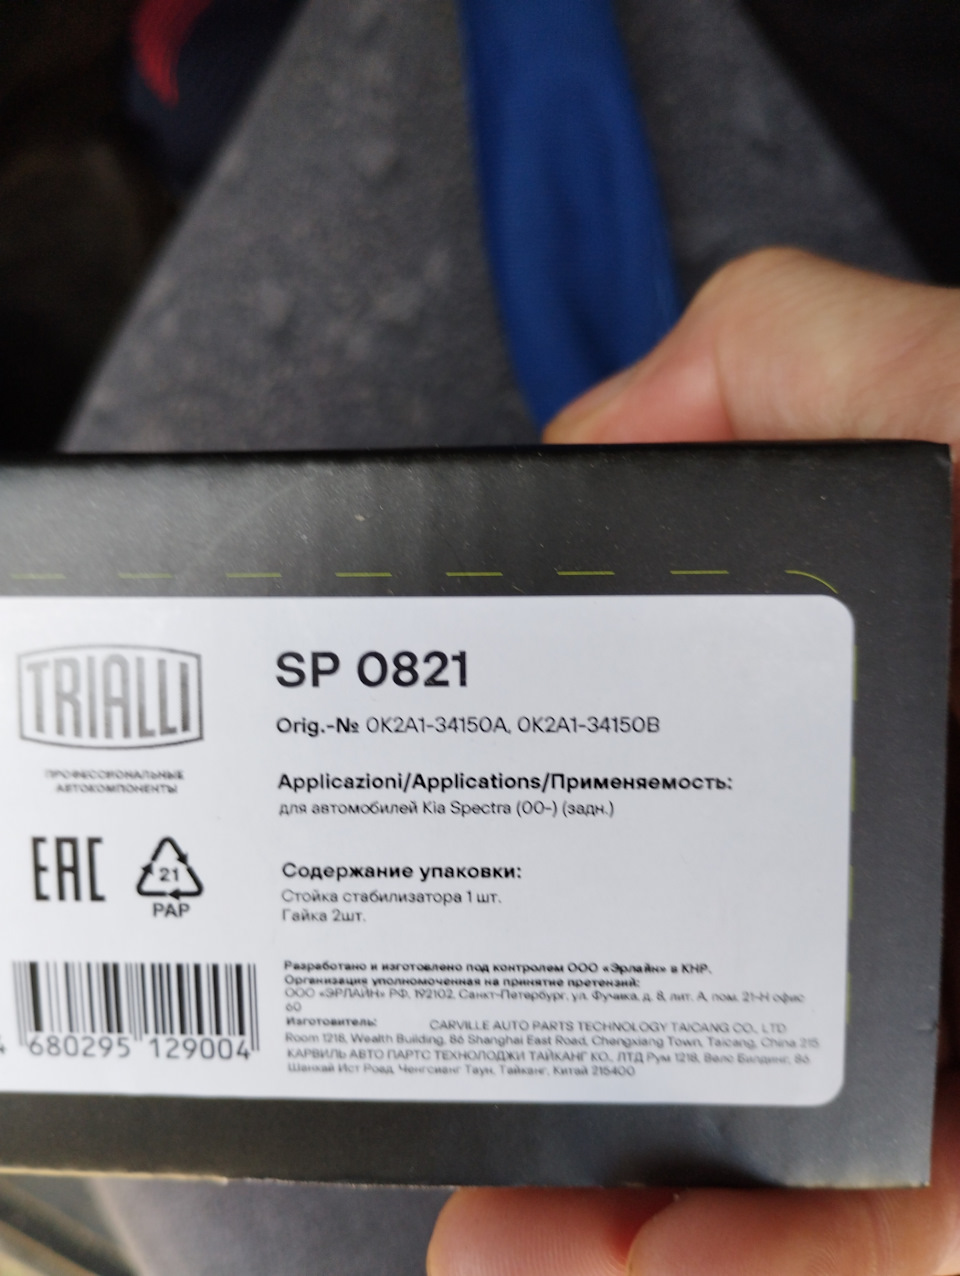 TRIALLI
ПРОФЕССИОНАЛЬНЫЕ
АВТОКОМПОНЕНТЫ
SP 0821
Orig.-№ 0K2A1-34150A, 0K2A1-34150B
Applicazioni/Applications/Применяемость:
для автомобилей Kia Spectra (00-) (задн.)
EAC
21
PAP
Содержание упаковки:
Стойка стабилизатора 1 шт.
Гайка 2шт.
Разработано и изготовлено под контролем ООО «Эрлайн» в КНР.
Организация уполномоченная на принятие претензий:
ООО «ЭРЛАЙН» РФ, 192102, Санкт-Петербург, ул. Фучика, д. 8, лит. А, пом. 21-Н офис
60
Изготовитель: CARVILLE AUTO PARTS TECHNOLOGY TAICANG CO., LTD
Room 1218, Wealth Building, 86 Shanghai East Road, Chengxiang Town, Taicang, China 215
КАРВИЛЬ АВТО ПАРТС ТЕХНОЛОДЖИ ТАЙКАНГ КО., ЛТД Рум 1218, Велс Билдинг, 86
Шанхай Ист Роад, Ченгсианг Таун, Тайканг, Китай 215400
4 680295 129004